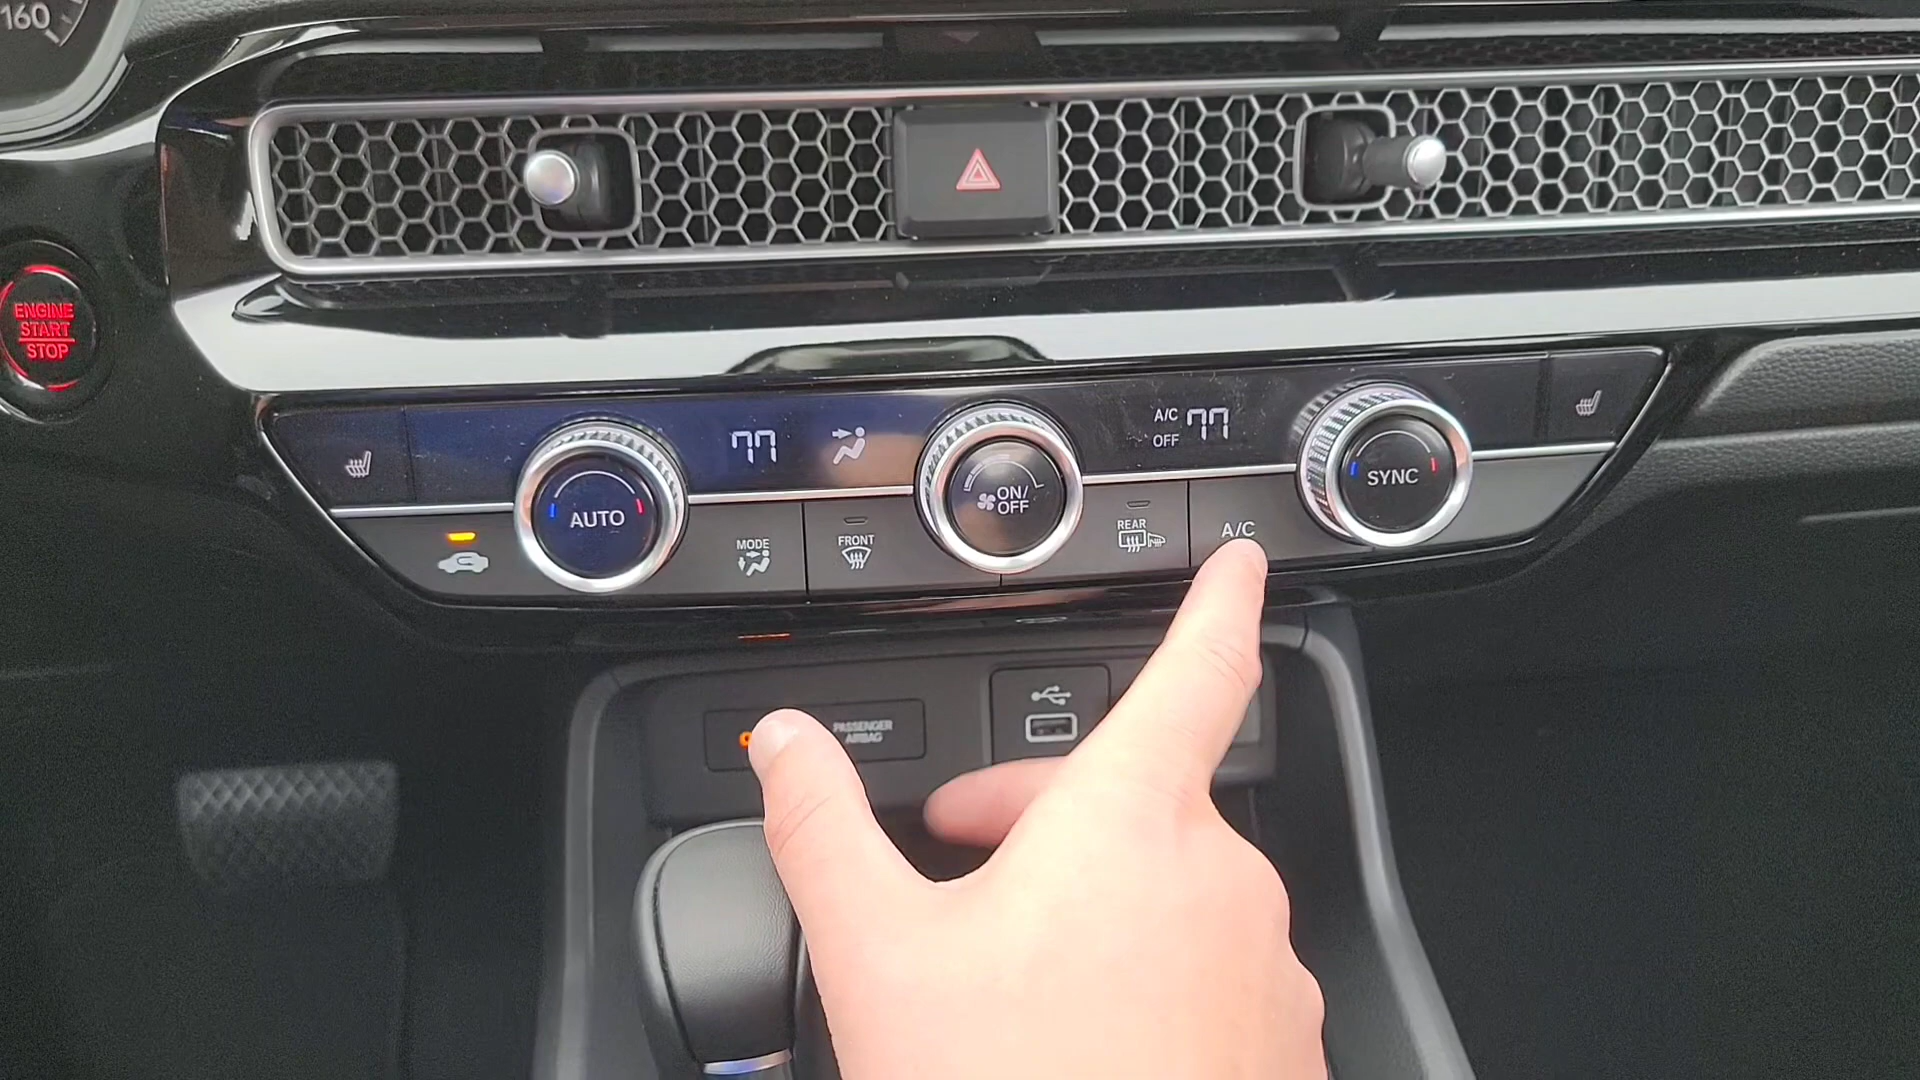 160
ENGINE
START
STOP
AUTO
77
MODE
FRONT
ON/
OFF
A/C
OFF
77
REAR
A/C
SYNC
PASSENGER
AIRBAG